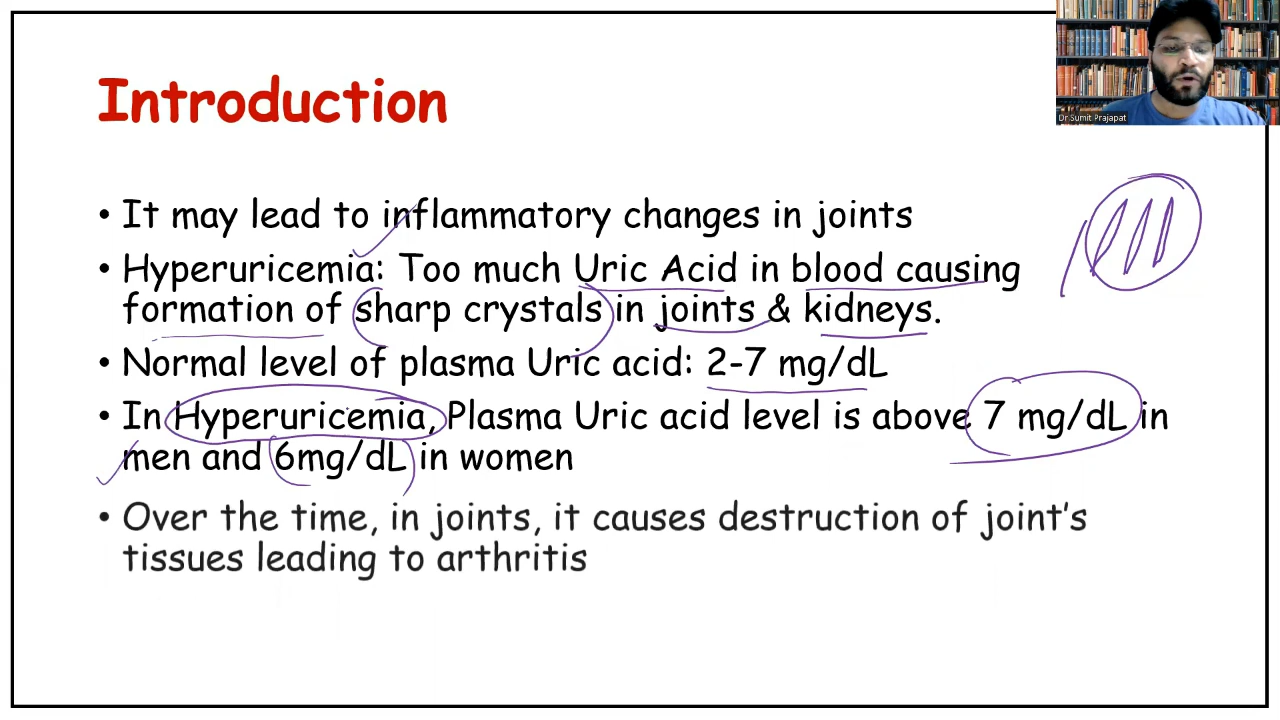 Introduction
Dr Sumit Prajapat
• It may lead to inflammatory changes in joints
• Hyperuricemia: Too much Uric Acid in blood causing
formation of sharp crystals in joints & kidneys.
• Normal level of plasma Uric acid: 2-7 mg/dL
• In Hyperuricemia, Plasma Uric acid level is above 7 mg/dL in
men and 6mg/dL in women
• Over the time, in joints, it causes destruction of joint's
tissues leading to arthritis